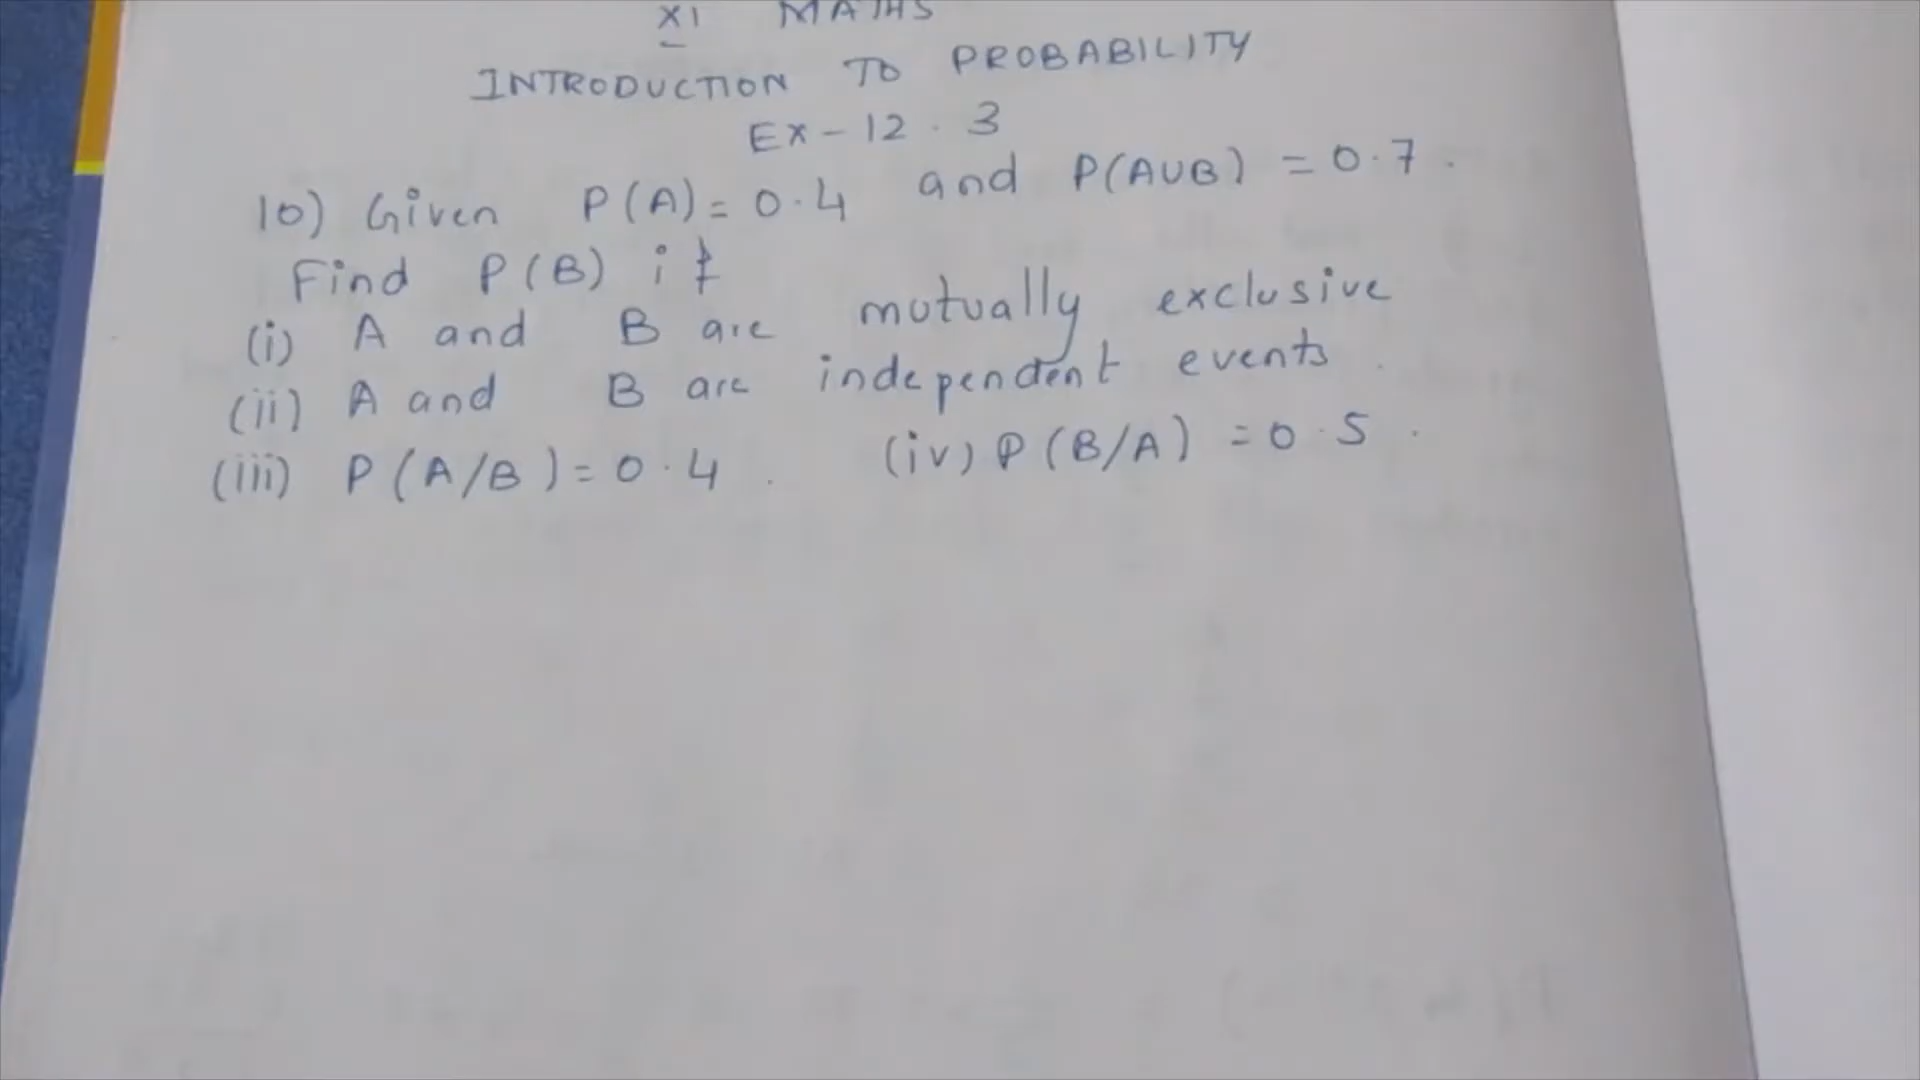 XI MATHS
INTRODUCTION TO PROBABILITY
Ex-12.3
10) Given P(A)=0.4 and P(AUB) = 0.7.
Find P(B) if
(i) A and B are mutually exclusive
(ii) A and B are independent events.
(iii) P(A/B)=0.4. (iv) P(B/A) =0.5.